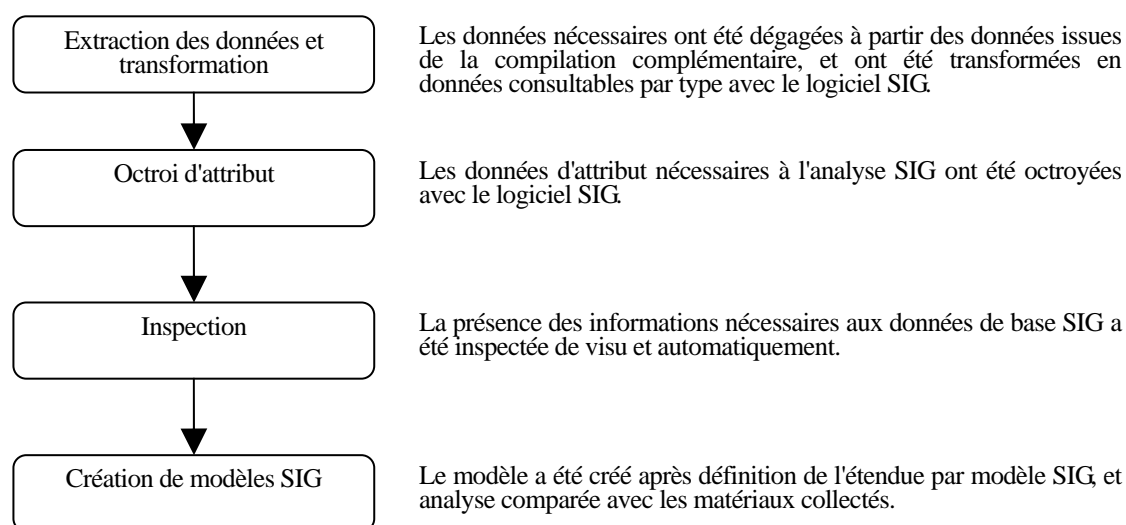 Extraction des données et
transformation
Les données nécessaires ont été dégagées à partir des données issues
de la compilation complémentaire, et ont été transformées en
données consultables par type avec le logiciel SIG.
Octroi d'attribut
Les données d'attribut nécessaires à l'analyse SIG ont été octroyées
avec le logiciel SIG.
Inspection
La présence des informations nécessaires aux données de base SIG a
été inspectée de visu et automatiquement.
Création de modèles SIG
Le modèle a été créé après définition de l'étendue par modèle SIG, et
analyse comparée avec les matériaux collectés.